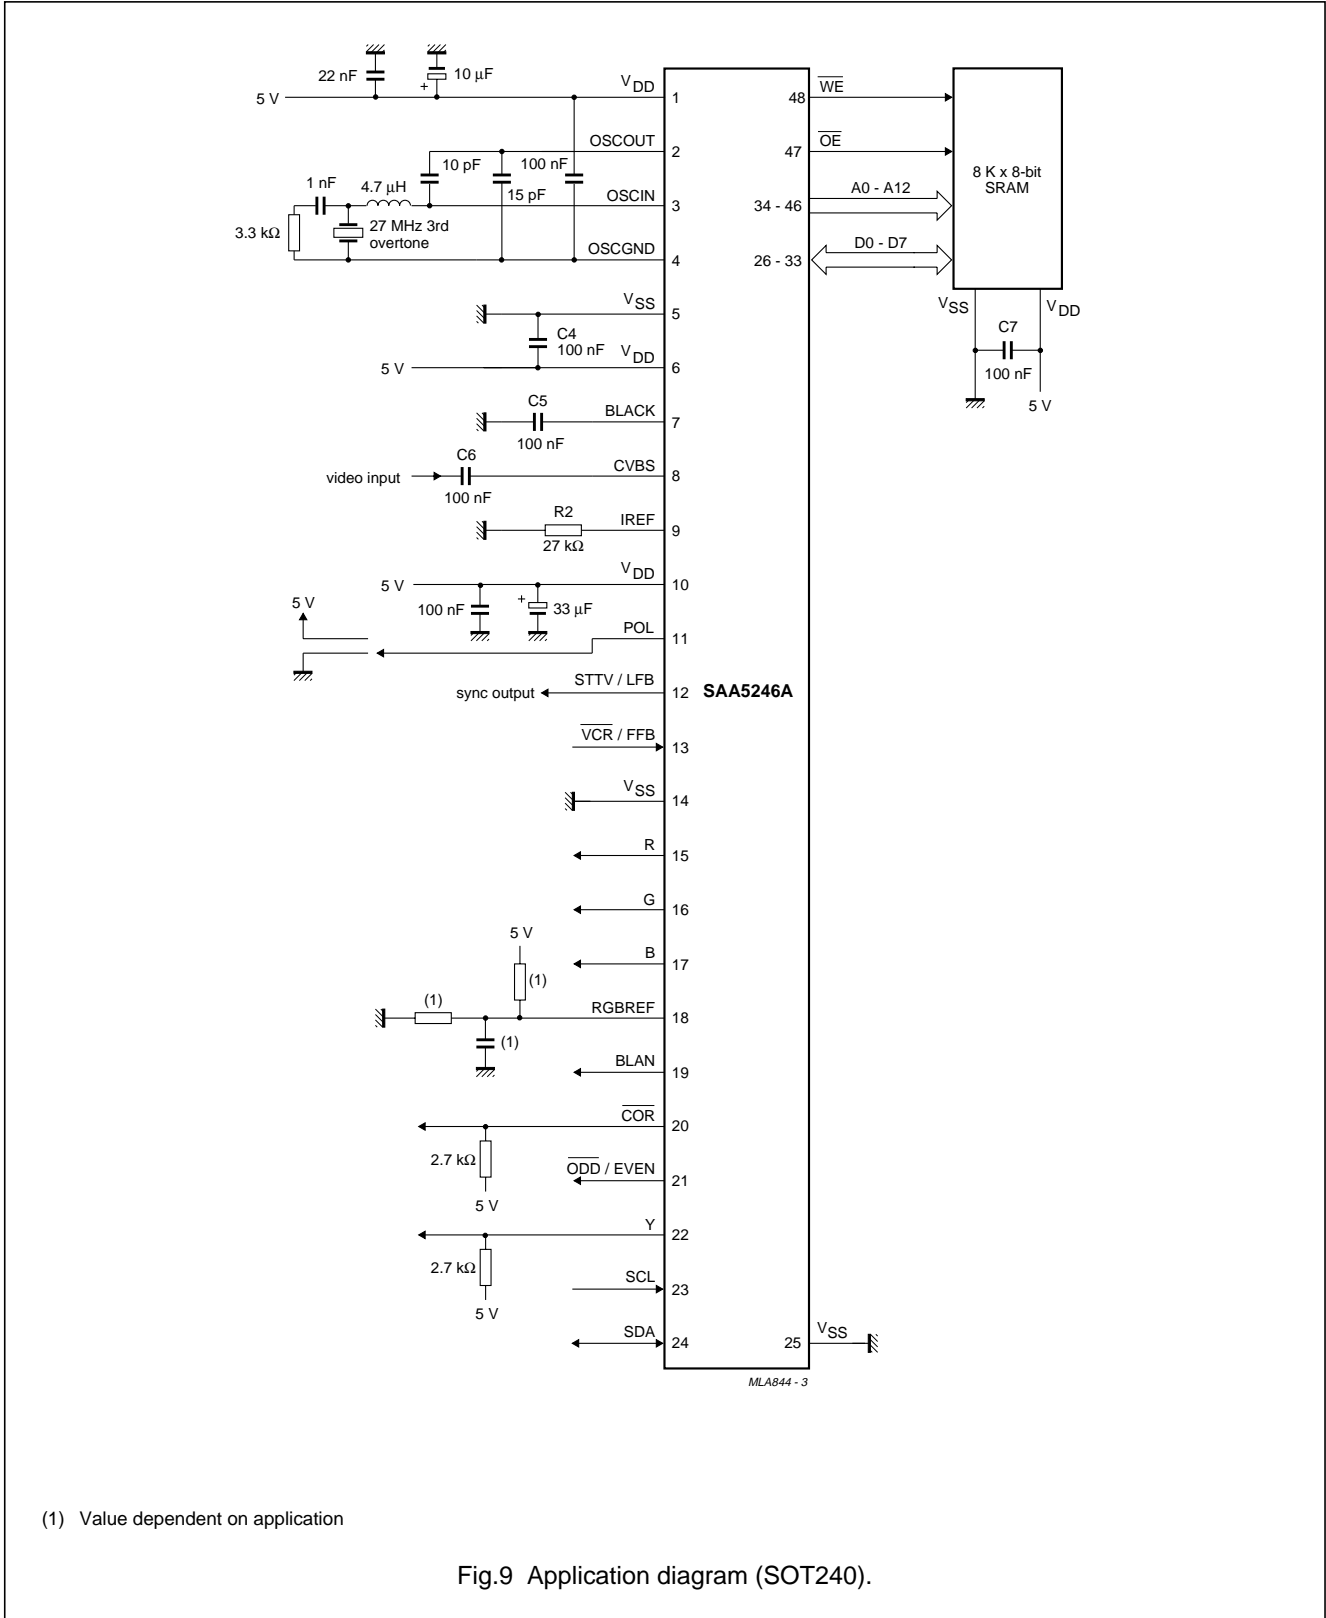 22 nF
10 μF
+
5 V
VDD
1
48
WE
OSCOUT
2
47
OE
10 pF
100 nF
8 K x 8-bit
SRAM
1 nF
4.7 μH
15 pF
OSCIN
3
34 - 46
A0 - A12
3.3 kΩ
27 MHz 3rd
overtone
OSCGND
4
26 - 33
D0 - D7
VSS
5
VSS
VDD
C4
100 nF
C7
100 nF
5 V
VDD
6
5 V
C5
BLACK
7
100 nF
C6
CVBS
8
video input
100 nF
R2
IREF
9
27 kΩ
VDD
10
5 V
5 V
100 nF
+
33 μF
POL
11
STTV / LFB
12
SAA5246A
sync output
VCR / FFB
13
VSS
14
R
15
G
16
5 V
B
17
(1)
(1)
RGBREF
18
(1)
BLAN
19
COR
20
2.7 kΩ
ODD / EVEN
21
5 V
Y
22
2.7 kΩ
SCL
23
5 V
SDA
24
25
VSS
MLA844 - 3
(1) Value dependent on application
Fig.9 Application diagram (SOT240).